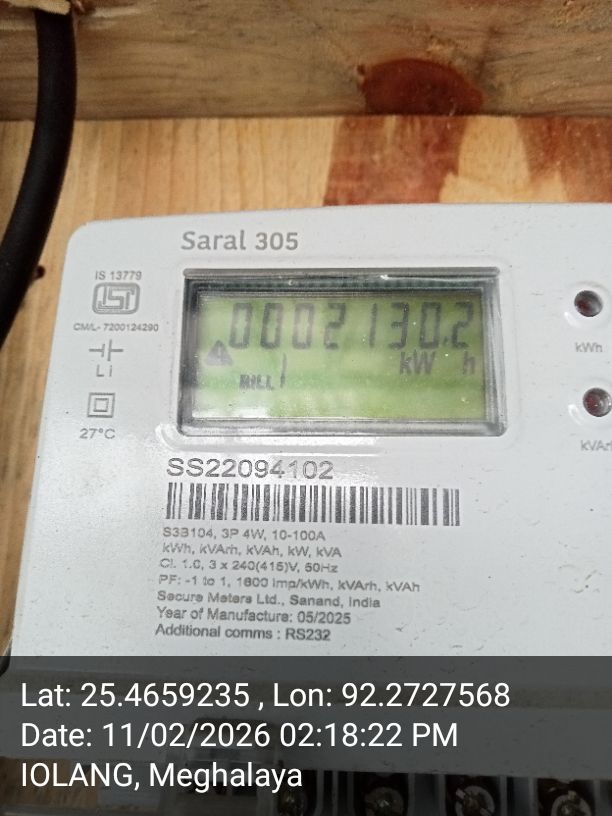 Saral 305
IS 13779
ISI
CM/L- 7200124290
Li
27°C
0002130.2
kW h
BILL 1
kWh
kVArh
SS22094102
S3B104, 3P 4W, 10-100A
kWh, kVArh, kVAh, kW, kVA
Cl. 1.0, 3 x 240(415)V, 50Hz
PF: -1 to 1, 1600 imp/kWh, kVArh, kVAh
Secure Meters Ltd., Sanand, India
Year of Manufacture: 05/2025
Additional comms : RS232
Lat: 25.4659235 , Lon: 92.2727568
Date: 11/02/2026 02:18:22 PM
IOLANG, Meghalaya